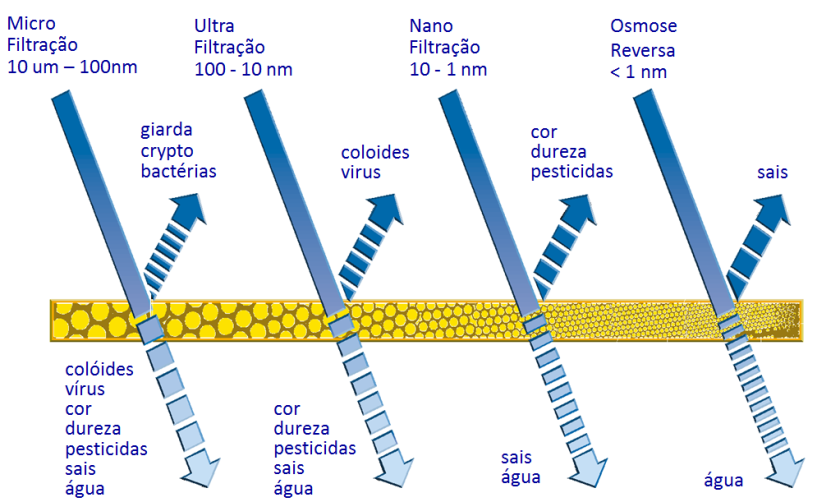 Micro
Filtração
10 um – 100nm
Ultra
Filtração
100 - 10 nm
Nano
Filtração
10 - 1 nm
Osmose
Reversa
< 1 nm
giarda
crypto
bactérias
coloides
virus
cor
dureza
pesticidas
sais
colóides
vírus
cor
dureza
pesticidas
sais
água
cor
dureza
pesticidas
sais
água
sais
água
água